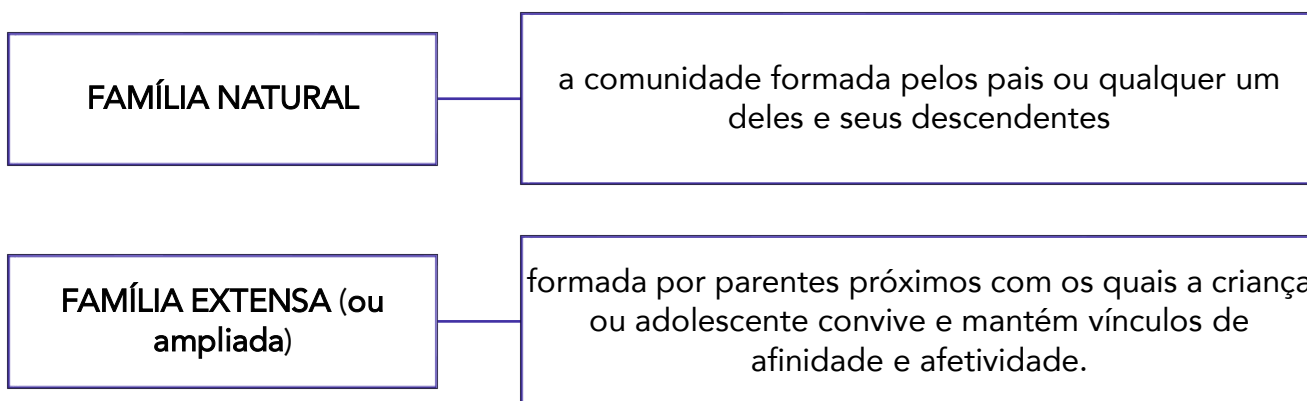 FAMÍLIA NATURAL
a comunidade formada pelos pais ou qualquer um
deles e seus descendentes
FAMÍLIA EXTENSA (ou
ampliada)
formada por parentes próximos com os quais a criança
ou adolescente convive e mantém vínculos de
afinidade e afetividade.